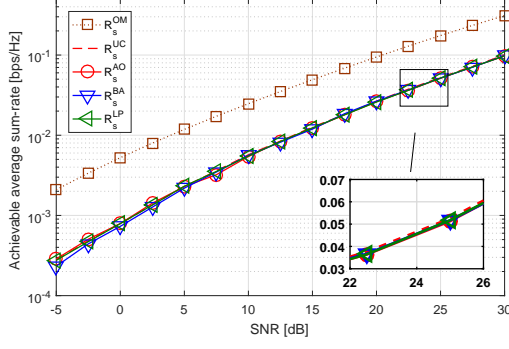 Achievable average sum-rate [bps/Hz]
10^-1
10^-2
10^-3
10^-4
R_s^OM
R_s^UC
R_s^AO
R_s^BA
R_s^LP
0.07
0.06
0.05
0.04
0.03
22 24 26
-5 0 5 10 15 20 25 30
SNR [dB]